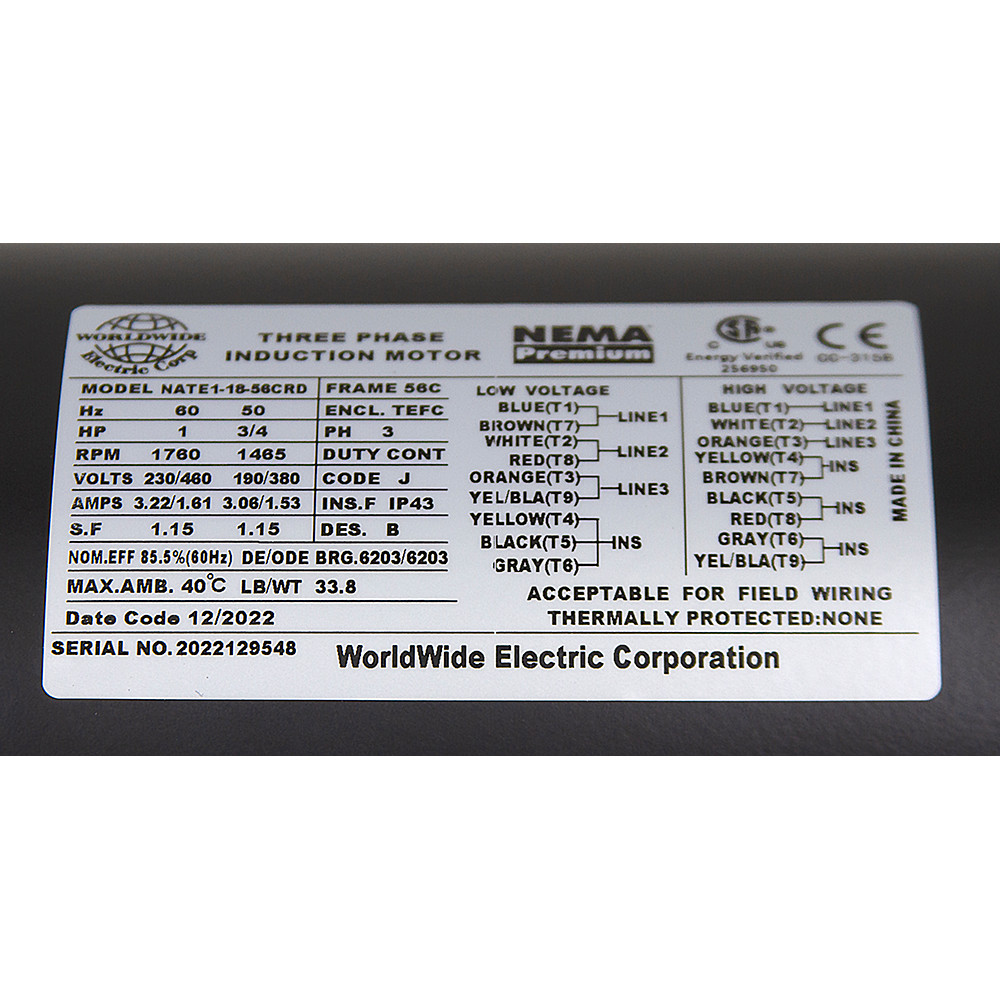 WORLDWIDE
Electric Corp
THREE PHASE
INDUCTION MOTOR
NEMA
Premium
C US
Energy Verified
256950
CE
CC-315B
MODEL NATE1-18-56CRD FRAME 56C
Hz 60 50 ENCL. TEFC
HP 1 3/4 PH 3
RPM 1760 1465 DUTY CONT
VOLTS 230/460 190/380 CODE J
AMPS 3.22/1.61 3.06/1.53 INS.F IP43
S.F 1.15 1.15 DES. B
NOM.EFF 85.5%(60Hz) DE/ODE BRG.6203/6203
MAX.AMB. 40℃ LB/WT 33.8
Date Code 12/2022
LOW VOLTAGE
BLUE(T1)
BROWN(T7)
LINE1
WHITE(T2)
RED(T8)
LINE2
ORANGE(T3)
YEL/BLA(T9)
LINE3
YELLOW(T4)
BLACK(T5) INS
GRAY(T6)
HIGH VOLTAGE
BLUE(T1) LINE1
WHITE(T2) LINE2
ORANGE(T3) LINE3
YELLOW(T4)
BROWN(T7)
INS
BLACK(T5)
RED(T8)
INS
GRAY(T6)
YEL/BLA(T9)
INS
MADE IN CHINA
ACCEPTABLE FOR FIELD WIRING
THERMALLY PROTECTED:NONE
SERIAL NO. 2022129548
WorldWide Electric Corporation